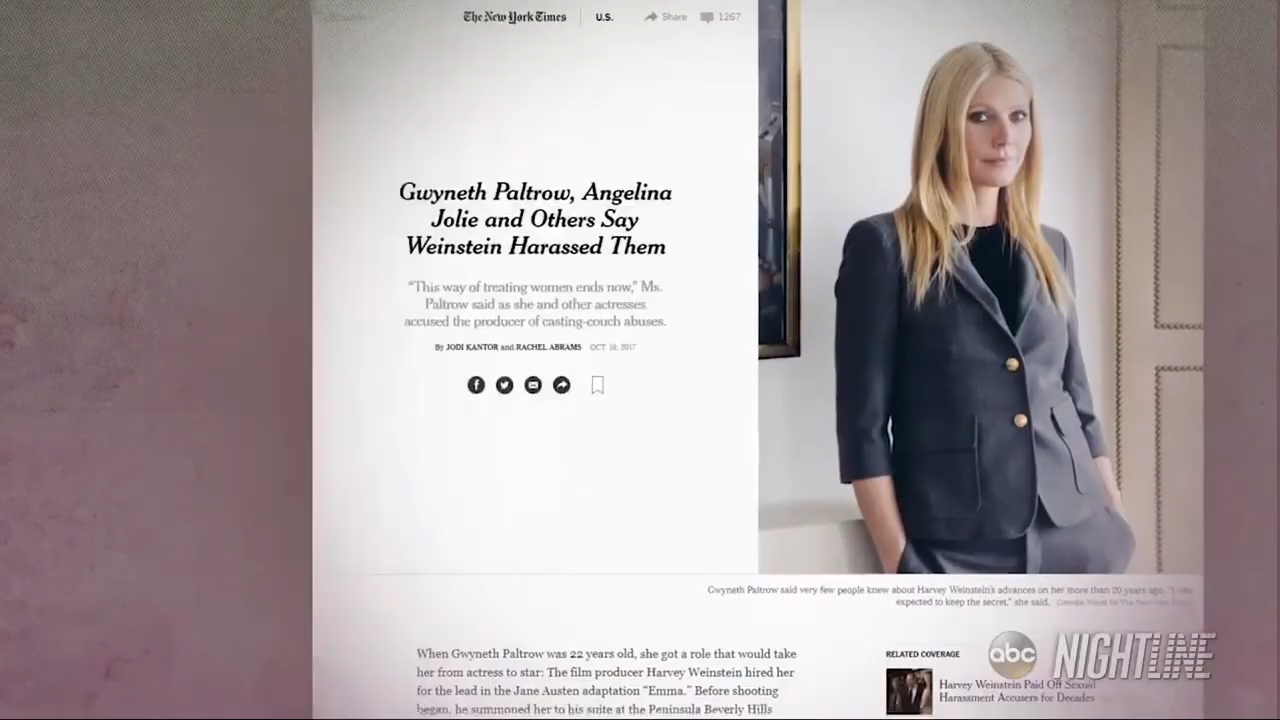 The New York Times
U.S.
Share
1267
Gwyneth Paltrow, Angelina
Jolie and Others Say
Weinstein Harassed Them
“This way of treating women ends now,” Ms.
Paltrow said as she and other actresses
accused the producer of casting-couch abuses.
By JODI KANTOR and RACHEL ABRAMS OCT 10, 2017
Gwyneth Paltrow said very few people knew about Harvey Weinstein's advances on her more than 20 years ago. “I was
expected to keep the secret,” she said.
When Gwyneth Paltrow was 22 years old, she got a role that would take
her from actress to star: The film producer Harvey Weinstein hired her
for the lead in the Jane Austen adaptation “Emma.” Before shooting
began, he summoned her to his suite at the Peninsula Beverly Hills
RELATED COVERAGE
Harvey Weinstein Paid Off Sexual
Harassment Accusers for Decades
abc NIGHTLINE